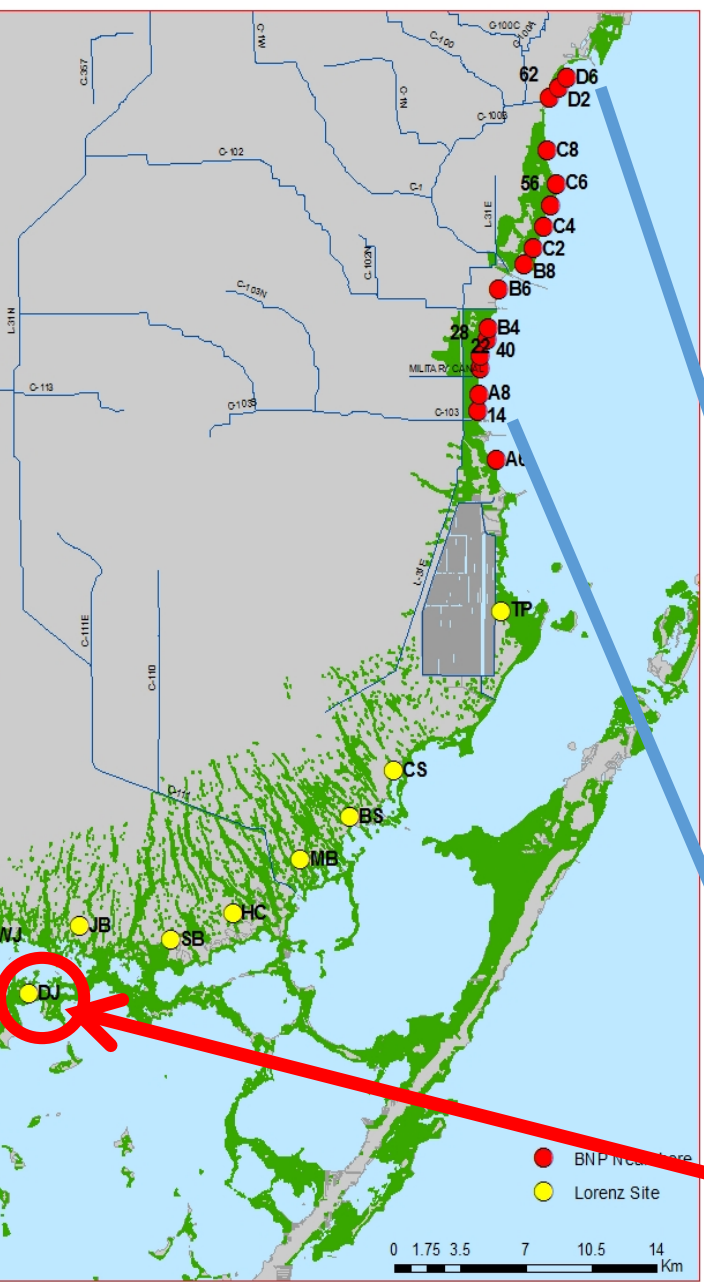 C-357
C-1W
C-100
G100C
C-100A
62
D6
D2
C-1N
C-100B
C-102
C8
56
C6
C-1
L-31E
C4
C-102N
C2
B8
C-103N
B6
L-31N
28
B4
22
40
MILITARY CANAL
C-113
A8
C-103S
C-103
14
L-31E
TP
C-111E
C-110
CS
C-111
BS
MB
HC
WJ
JB
SB
DJ
BNP
Lorenz Site
0 1.75 3.5 7 10.5 14
Km